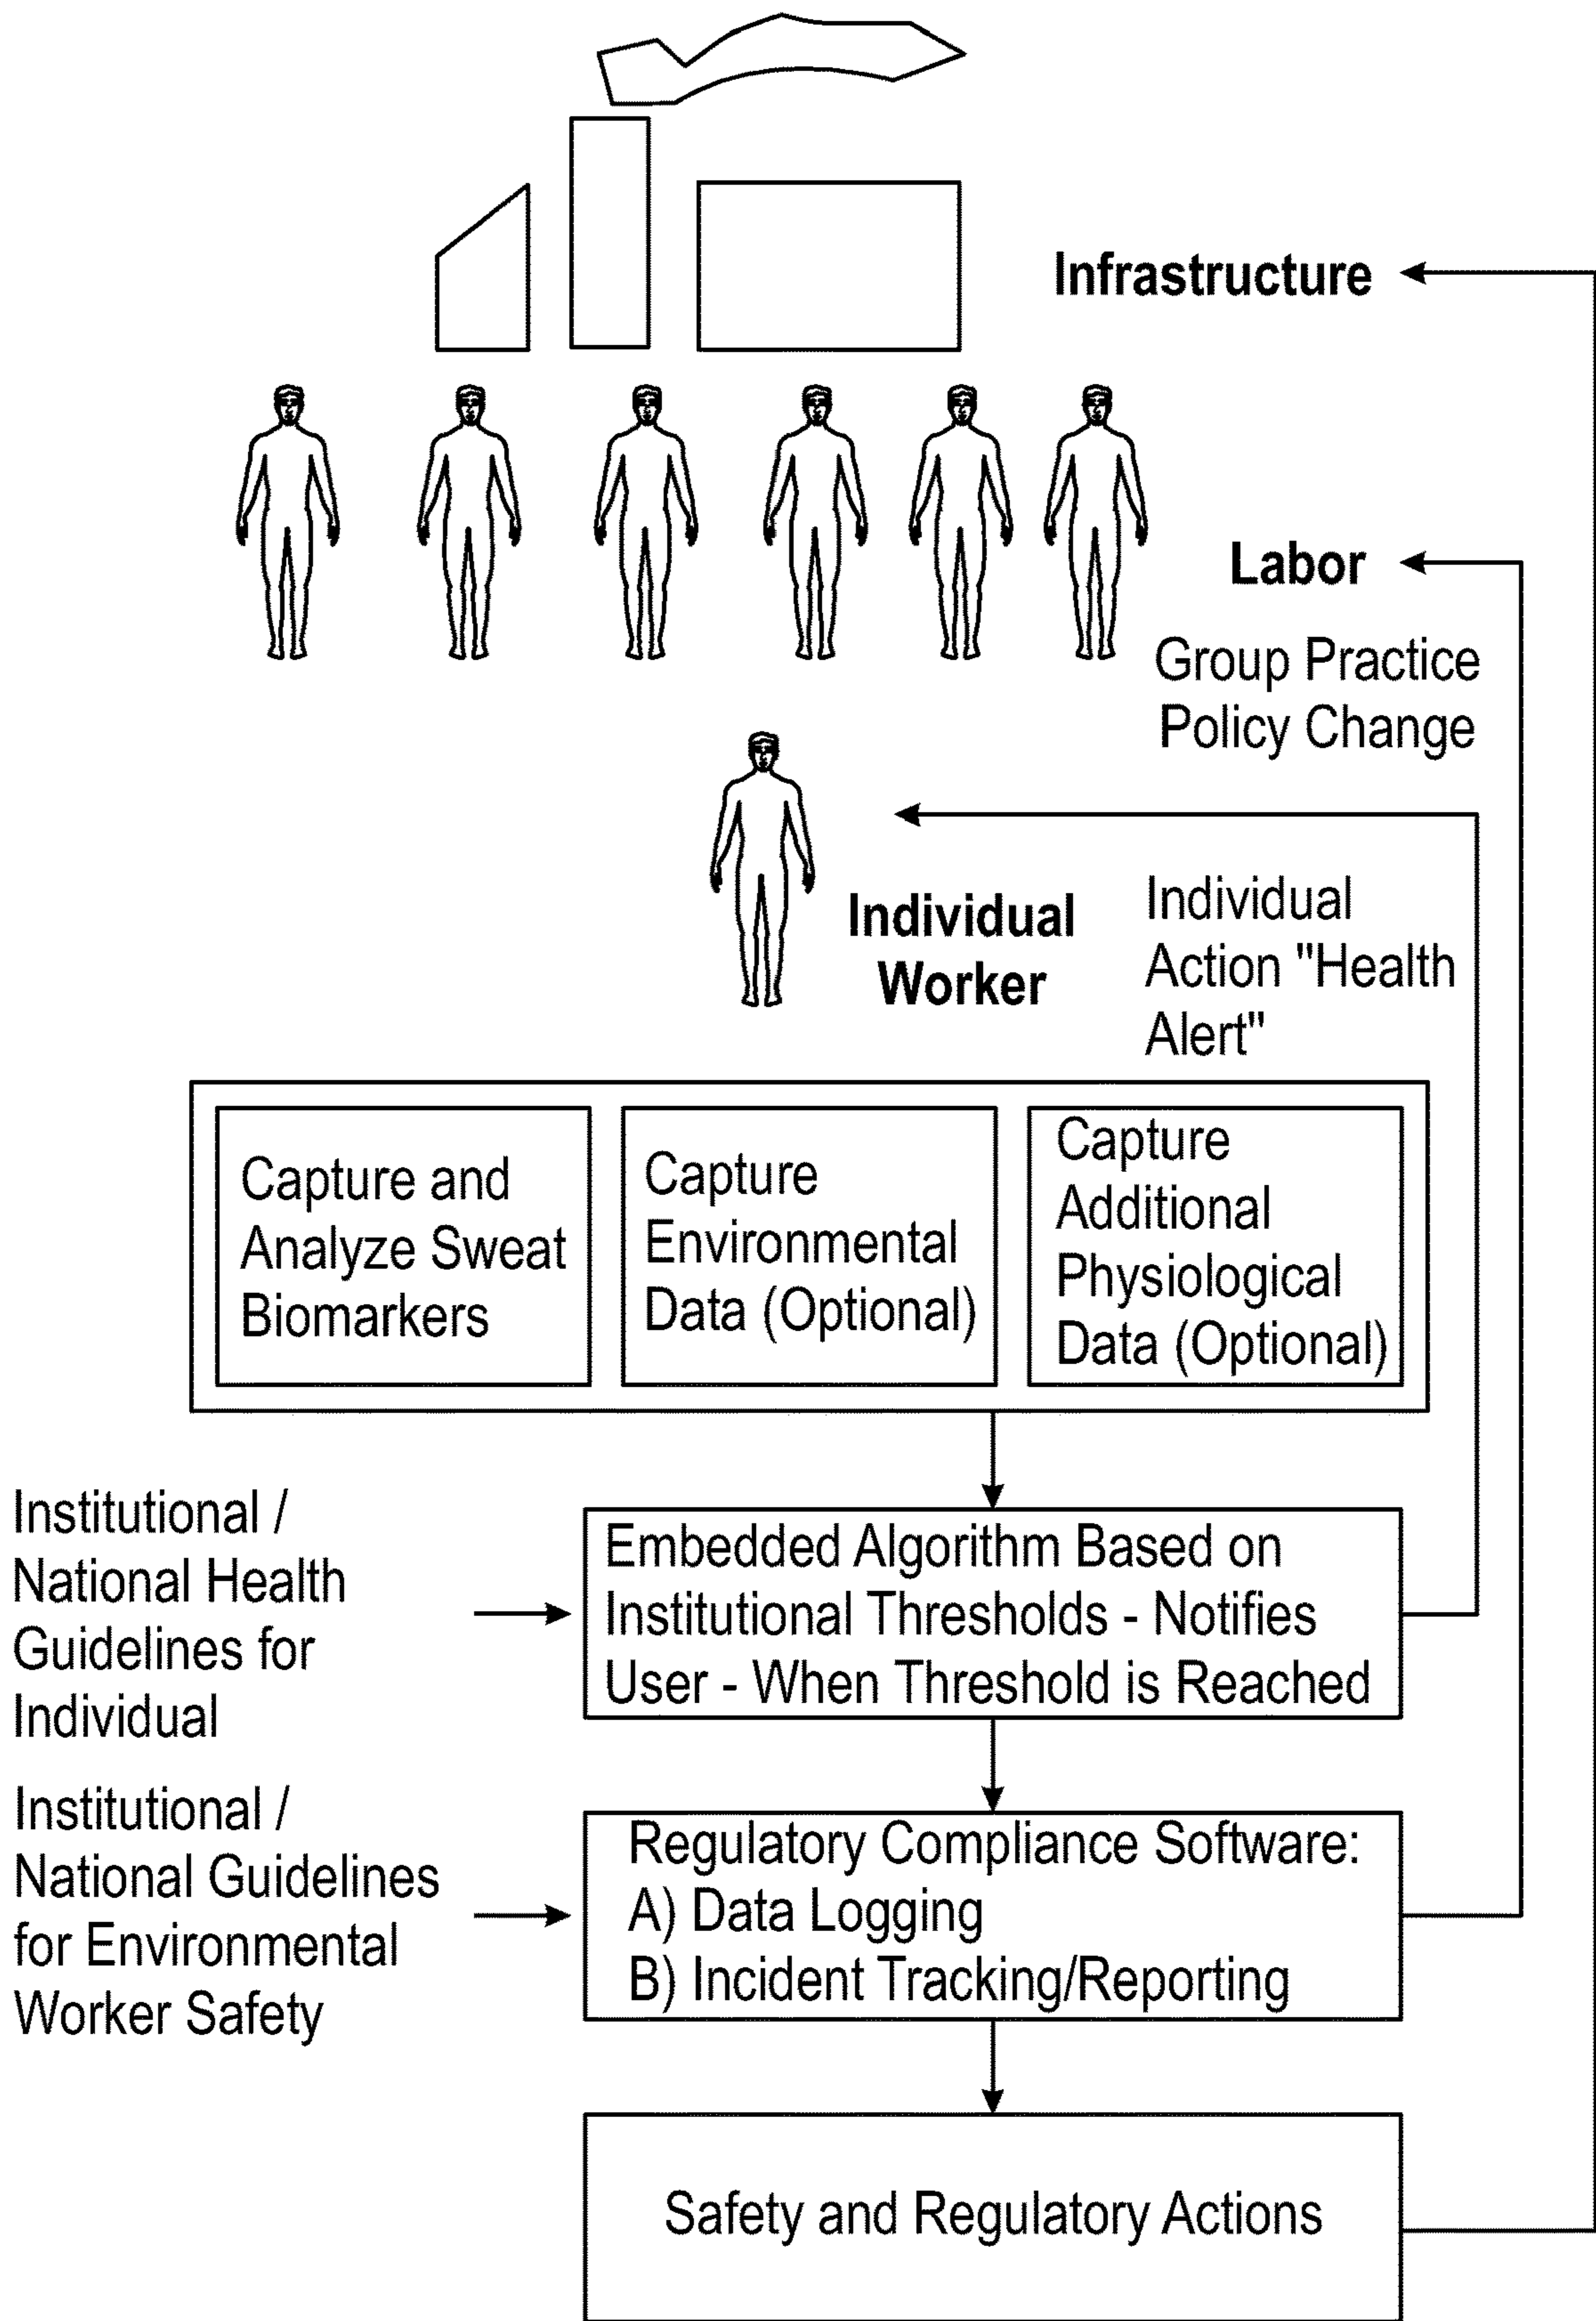 Infrastructure
Labor
Group Practice
Policy Change
Individual
Worker
Individual
Action "Health
Alert"
Capture and
Analyze Sweat
Biomarkers
Capture
Environmental
Data (Optional)
Capture
Additional
Physiological
Data (Optional)
Institutional /
National Health
Guidelines for
Individual
Embedded Algorithm Based on
Institutional Thresholds - Notifies
User - When Threshold is Reached
Institutional /
National Guidelines
for Environmental
Worker Safety
Regulatory Compliance Software:
A) Data Logging
B) Incident Tracking/Reporting
Safety and Regulatory Actions